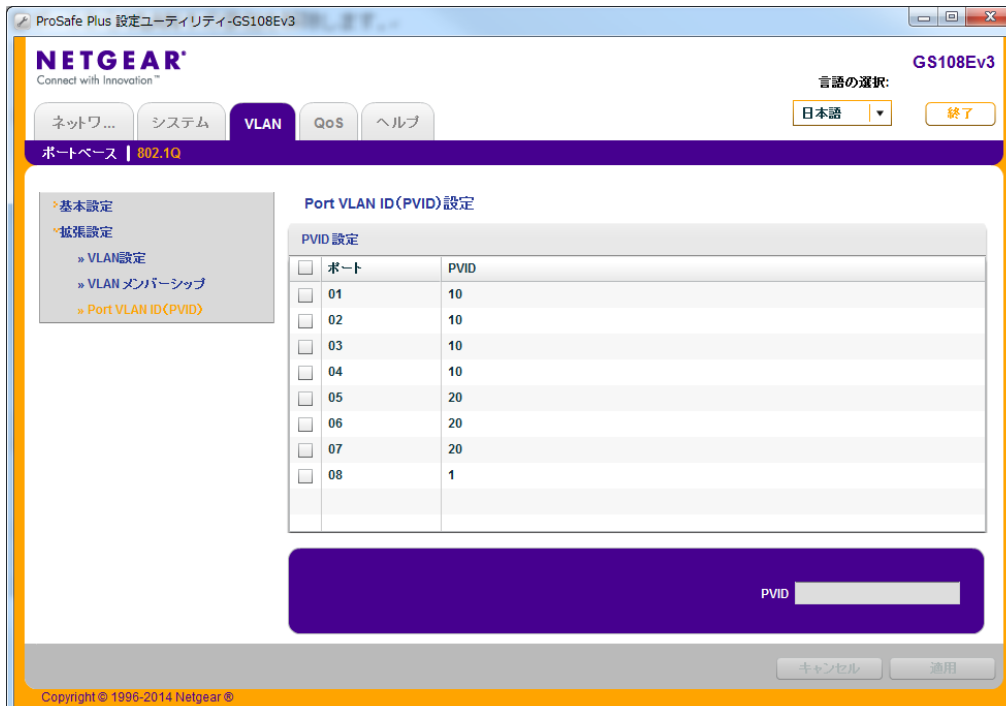 ProSafe Plus 設定ユーティリティ-GS108Ev3
NETGEAR®
Connect with Innovation™
GS108Ev3
言語の選択:
日本語
終了
ネットワ...
システム
VLAN
QoS
ヘルプ
ポートベース | 802.1Q
基本設定
拡張設定
» VLAN設定
» VLAN メンバーシップ
» Port VLAN ID(PVID)
Port VLAN ID(PVID)設定
PVID 設定
ポート PVID
01 10
02 10
03 10
04 10
05 20
06 20
07 20
08 1
PVID
キャンセル
適用
Copyright © 1996-2014 Netgear ®